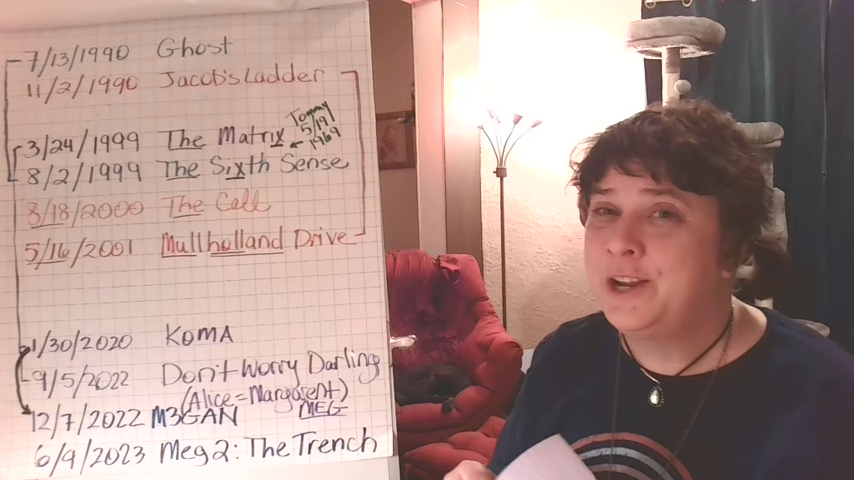 7/13/1990 Ghost
11/2/1990 Jacob's Ladder
3/24/1999 The Matrix
Tommy
5/19/
1969
8/2/1999 The Sixth Sense
8/18/2000 The Cell
5/16/2001 Mullholland Drive
1/30/2020 KOMA
9/5/2022 Don't Worry Darling
(Alice=Margaret)
12/7/2022 M3GAN MEG
6/9/2023 Meg 2: The Trench